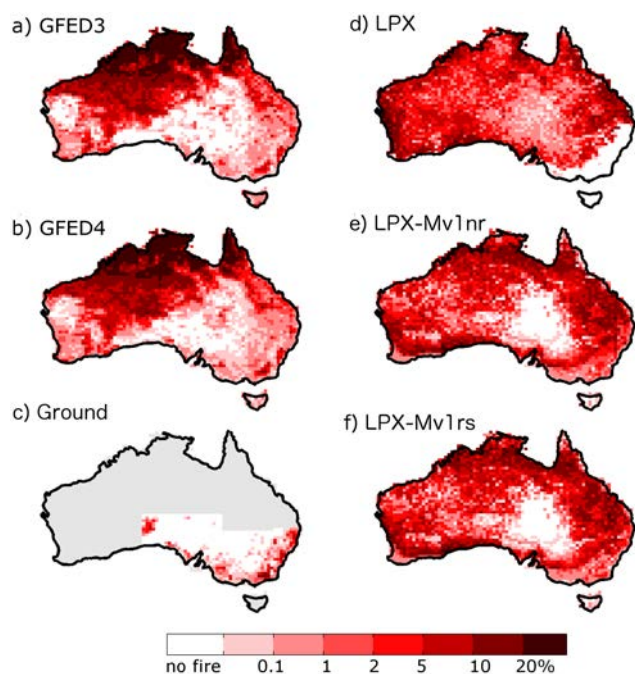 a) GFED3
d) LPX
b) GFED4
e) LPX-Mv1nr
c) Ground
f) LPX-Mv1rs
no fire 0.1 1 2 5 10 20%